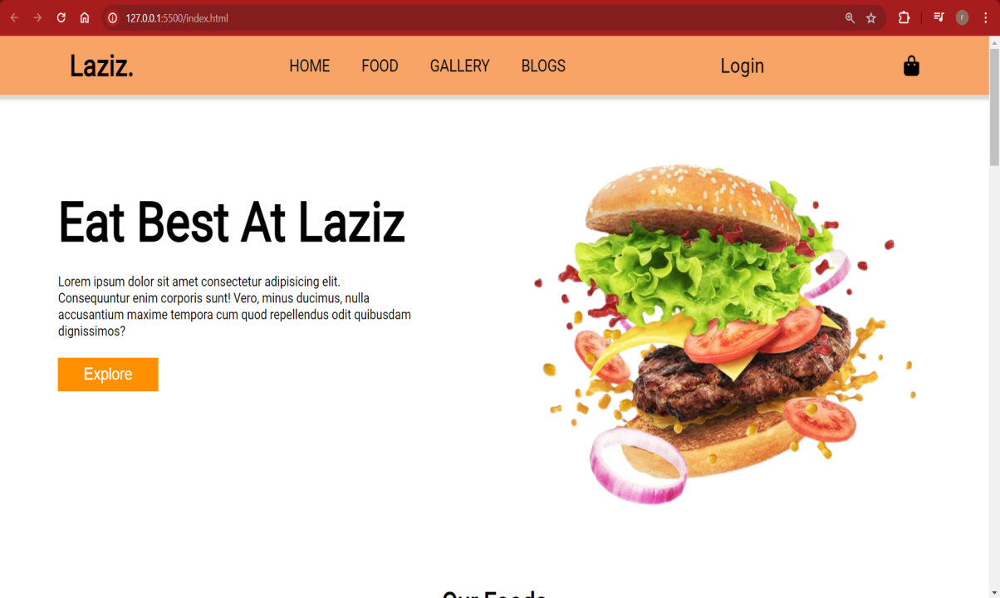 127.0.0.1:5500/index.html
r
Laziz.
HOME FOOD GALLERY BLOGS Login
Eat Best At Laziz
Lorem ipsum dolor sit amet consectetur adipisicing elit.
Consequuntur enim corporis sunt! Vero, minus ducimus, nulla
accusantium maxime tempora cum quod repellendus odit quibusdam
dignissimos?
Explore
Our Foods